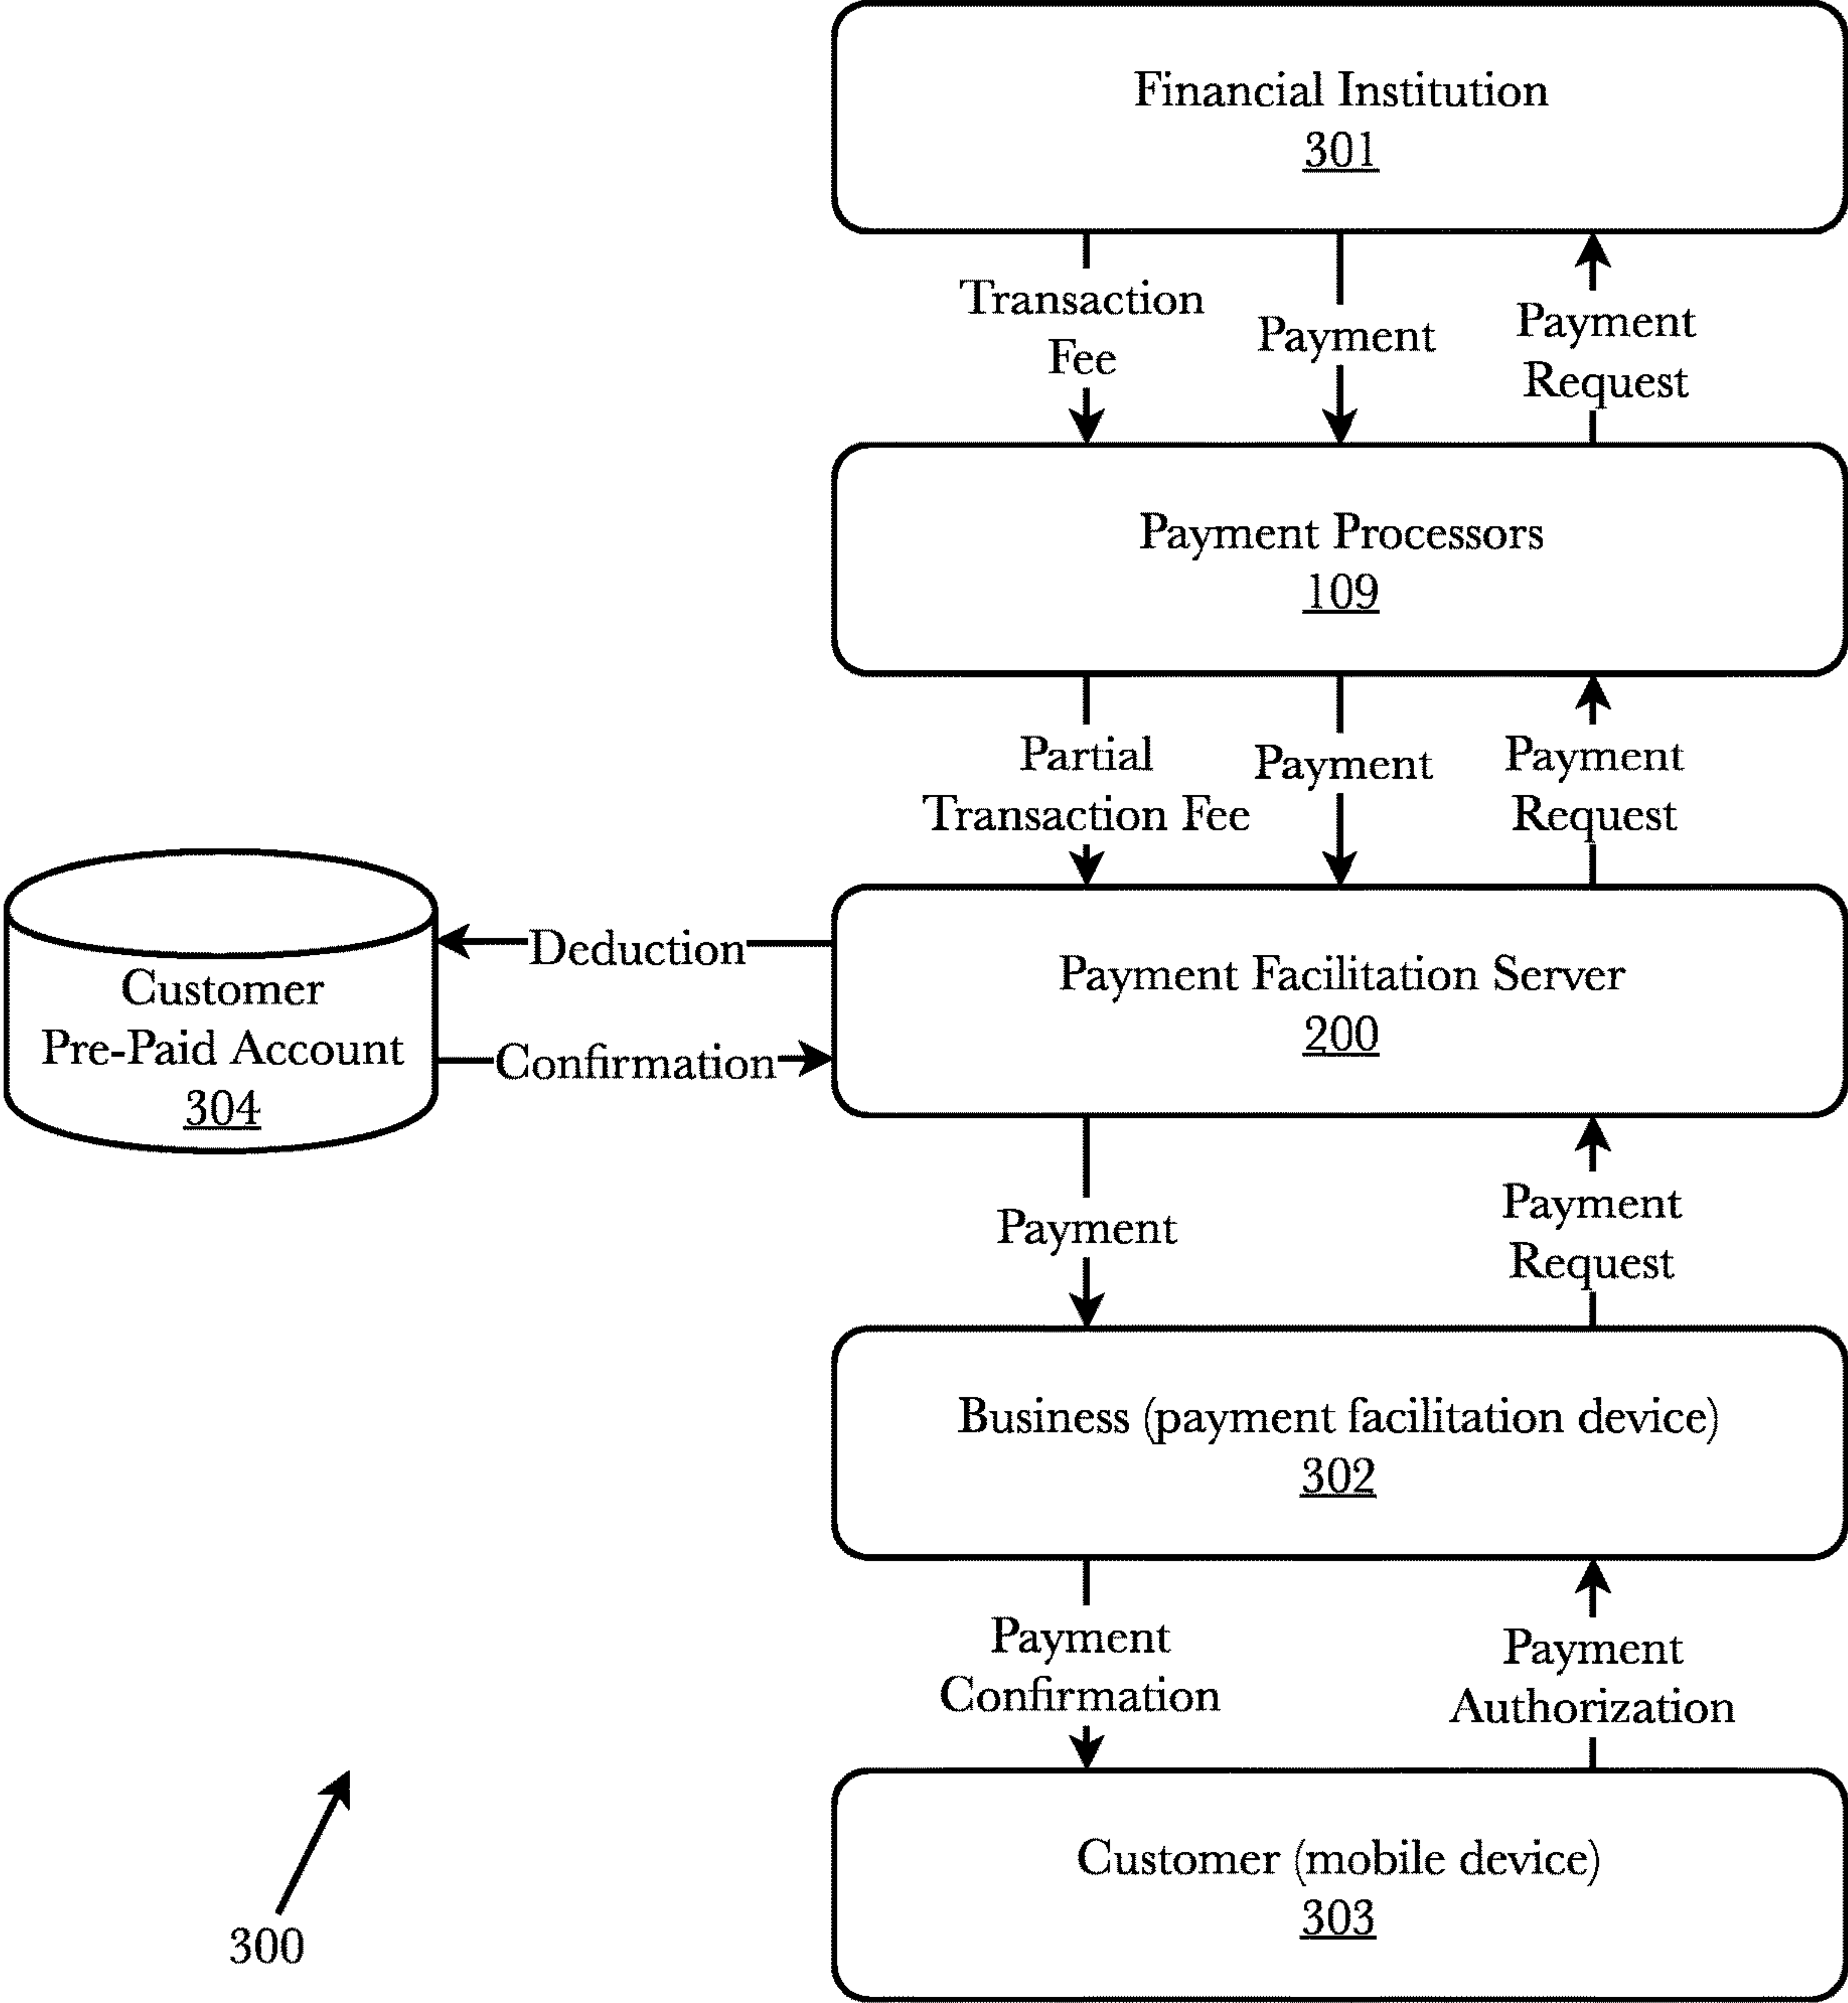 Financial Institution
301
Transaction
Fee
Payment
Payment
Request
Payment Processors
109
Partial
Transaction Fee
Payment
Payment
Request
Customer
Pre-Paid Account
304
Deduction
Confirmation
Payment Facilitation Server
200
Payment
Payment
Request
Business (payment facilitation device)
302
Payment
Confirmation
Payment
Authorization
Customer (mobile device)
303
300